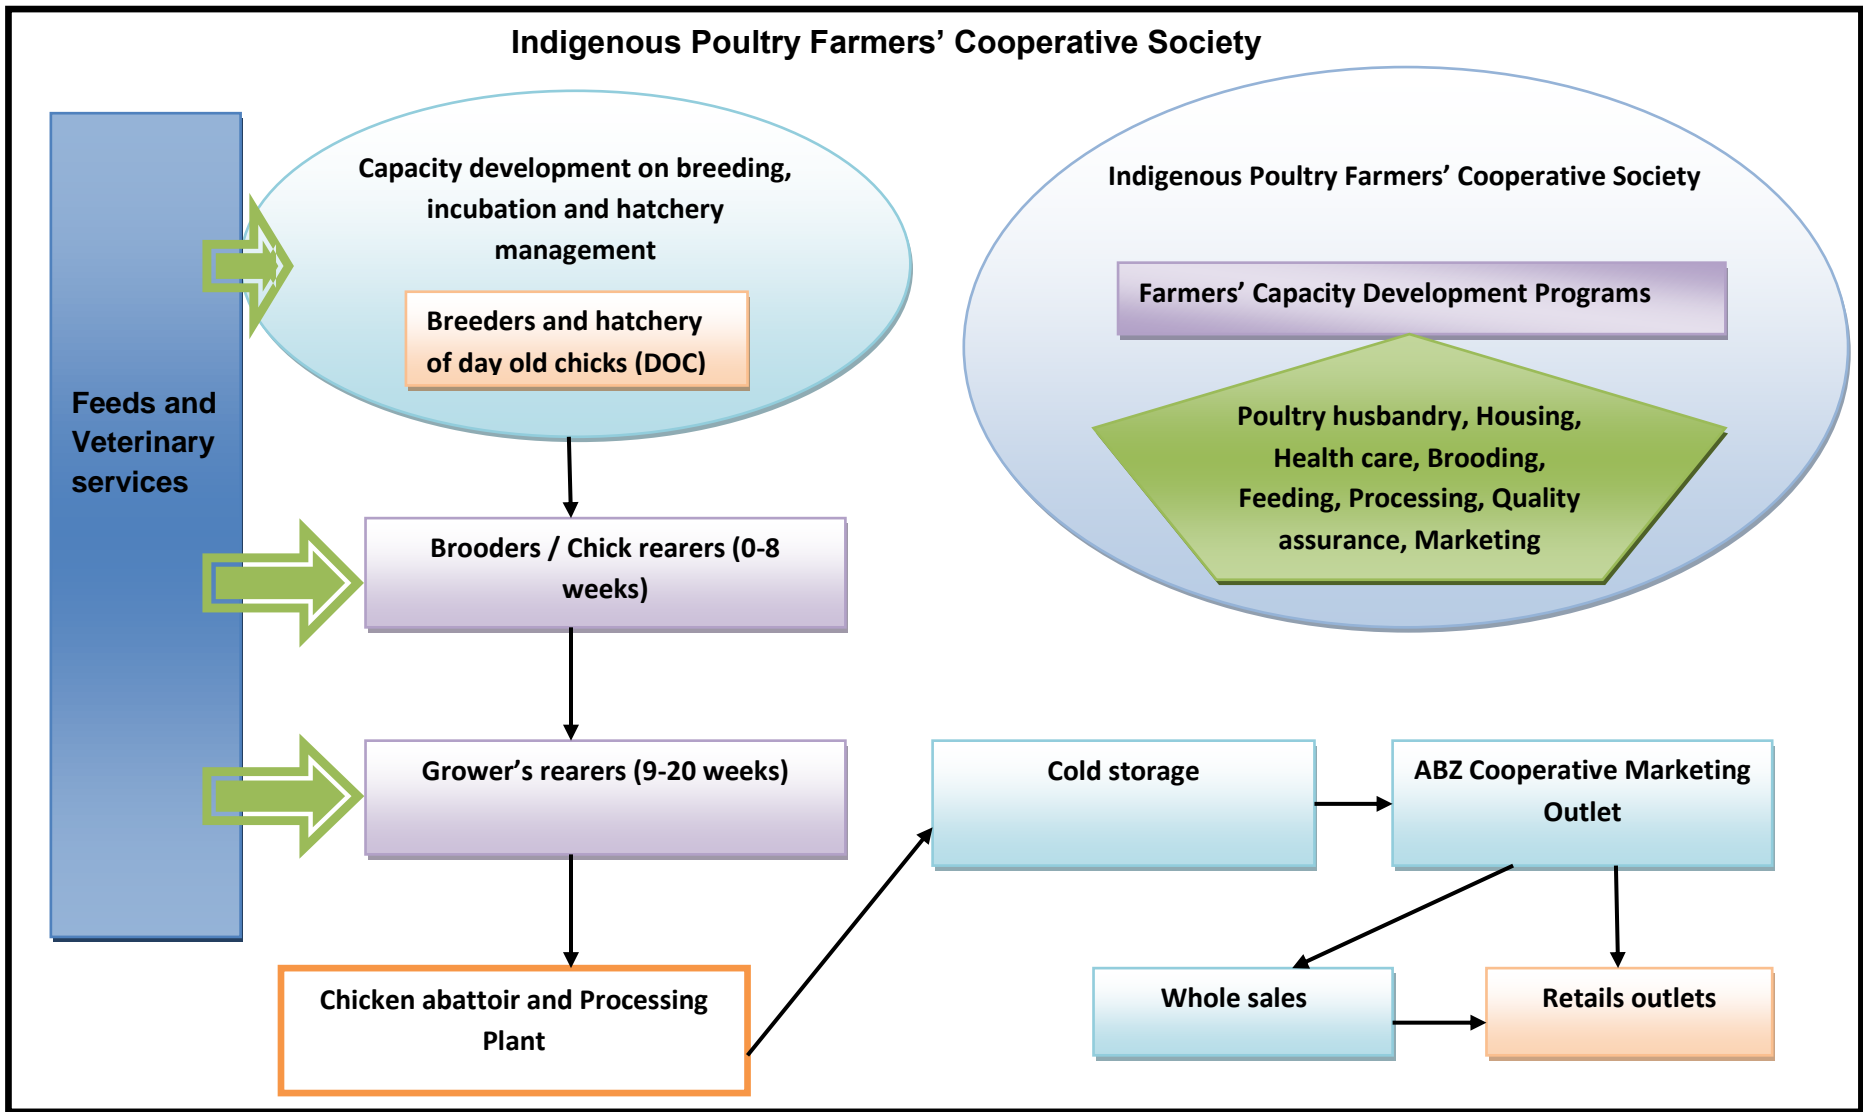 Indigenous Poultry Farmers’ Cooperative Society
Feeds and
Veterinary
services
Capacity development on breeding,
incubation and hatchery
management
Breeders and hatchery
of day old chicks (DOC)
Indigenous Poultry Farmers’ Cooperative Society
Farmers’ Capacity Development Programs
Poultry husbandry, Housing,
Health care, Brooding,
Feeding, Processing, Quality
assurance, Marketing
Brooders / Chick rearers (0-8
weeks)
Grower’s rearers (9-20 weeks)
Cold storage
ABZ Cooperative Marketing
Outlet
Chicken abattoir and Processing
Plant
Whole sales
Retails outlets